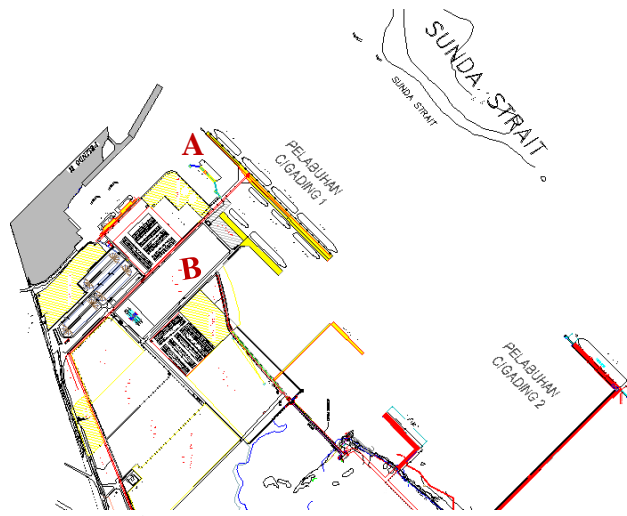 SUNDA STRAIT
SUNDA STRAIT
A
PELABUHAN
CIGADING 1
B
PELABUHAN
CIGADING 2